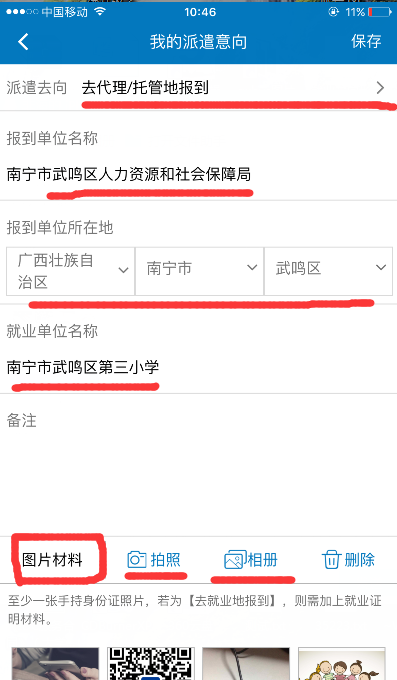 中国移动 10:46 11%
我的派遣意向 保存
派遣去向 去代理/托管地报到
报到单位名称
南宁市武鸣区人力资源和社会保障局
报到单位所在地
广西壮族自 南宁市 武鸣区
治区
就业单位名称
南宁市武鸣区第三小学
备注
图片材料 拍照 相册 删除
至少一张手持身份证照片，若为【去就业地报到】，则需加上就业证
明材料。